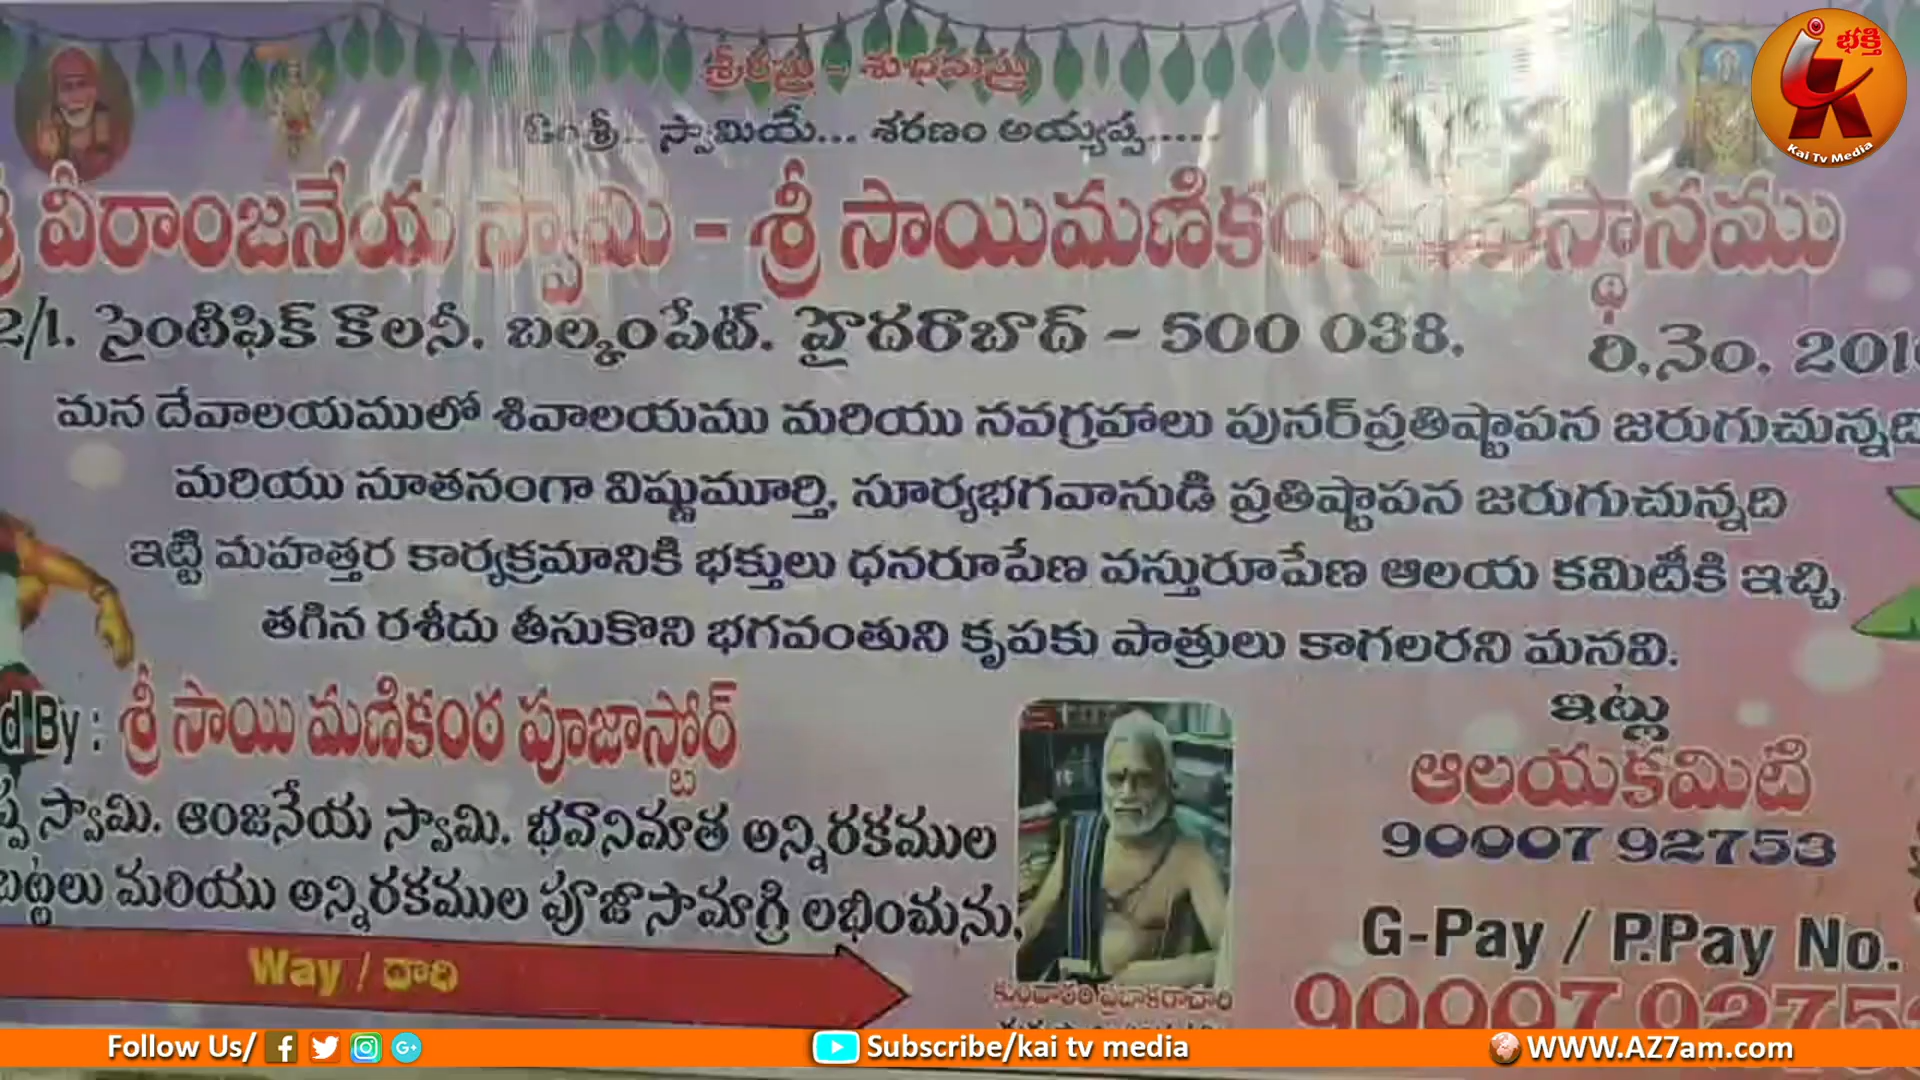 భక్తి
Kai Tv Media
శ్రీరస్తు - శుభమస్తు
ఓం శ్రీ... స్వామియే... శరణం అయ్యప్ప.....
శ్రీ వీరాంజనేయ స్వామి - శ్రీ సాయిమణికంఠ దేవస్థానము
2/1. సైంటిఫిక్ కాలనీ. బల్కంపేట్. హైదరాబాద్ - 500 038. రి.నెం. 201
మన దేవాలయములో శివాలయము మరియు నవగ్రహాలు పునర్‌ప్రతిష్టాపన జరుగుచున్నది
మరియు నూతనంగా విష్ణుమూర్తి, సూర్యభగవానుడి ప్రతిష్టాపన జరుగుచున్నది
ఇట్టి మహత్తర కార్యక్రమానికి భక్తులు ధనరూపేణ వస్తురూపేణ ఆలయ కమిటీకి ఇచ్చి
తగిన రశీదు తీసుకొని భగవంతుని కృపకు పాత్రులు కాగలరని మనవి.
d By : శ్రీ సాయి మణికంఠ పూజాస్టోర్
ప్ప స్వామి. ఆంజనేయ స్వామి. భవానిమాత అన్నిరకముల
బట్టలు మరియు అన్నిరకముల పూజాసామాగ్రి లభించును.
Way / దారి
ఇట్లు
ఆలయకమిటి
90007 92753
G-Pay / P.Pay No.
90007 9275
Follow Us/
Subscribe/kai tv media
WWW.AZ7am.com